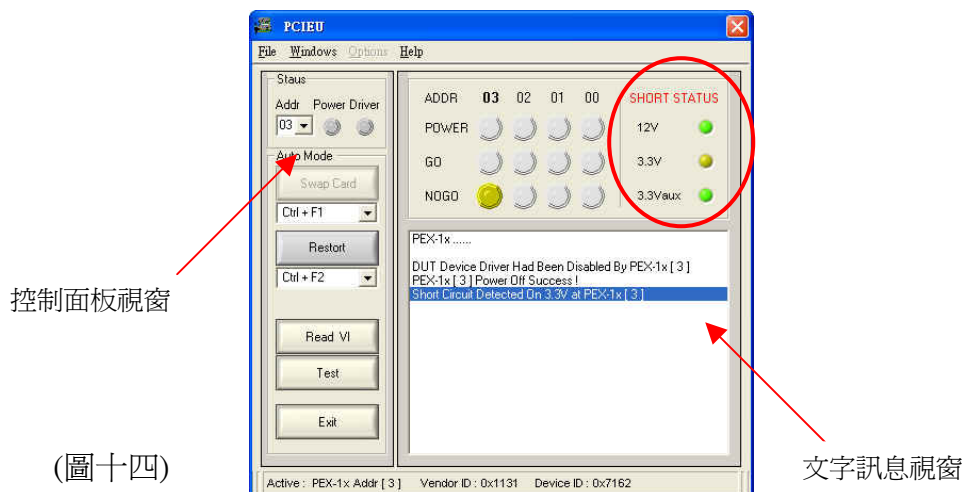 PCIEU
File Windows Options Help
Staus
Addr Power Driver
03
Auto Mode
Swap Card
Ctrl + F1
Restort
Ctrl + F2
Read VI
Test
Exit
ADDR 03 02 01 00
POWER
GO
NOGO
SHORT STATUS
12V
3.3V
3.3Vaux
PEX-1x ......
DUT Device Driver Had Been Disabled By PEX-1x [ 3 ]
PEX-1x [ 3 ] Power Off Success !
Short Circuit Detected On 3.3V at PEX-1x [ 3 ]
Active : PEX-1x Addr [ 3 ] Vendor ID : 0x1131 Device ID : 0x7162
控制面板視窗
(圖十四)
文字訊息視窗